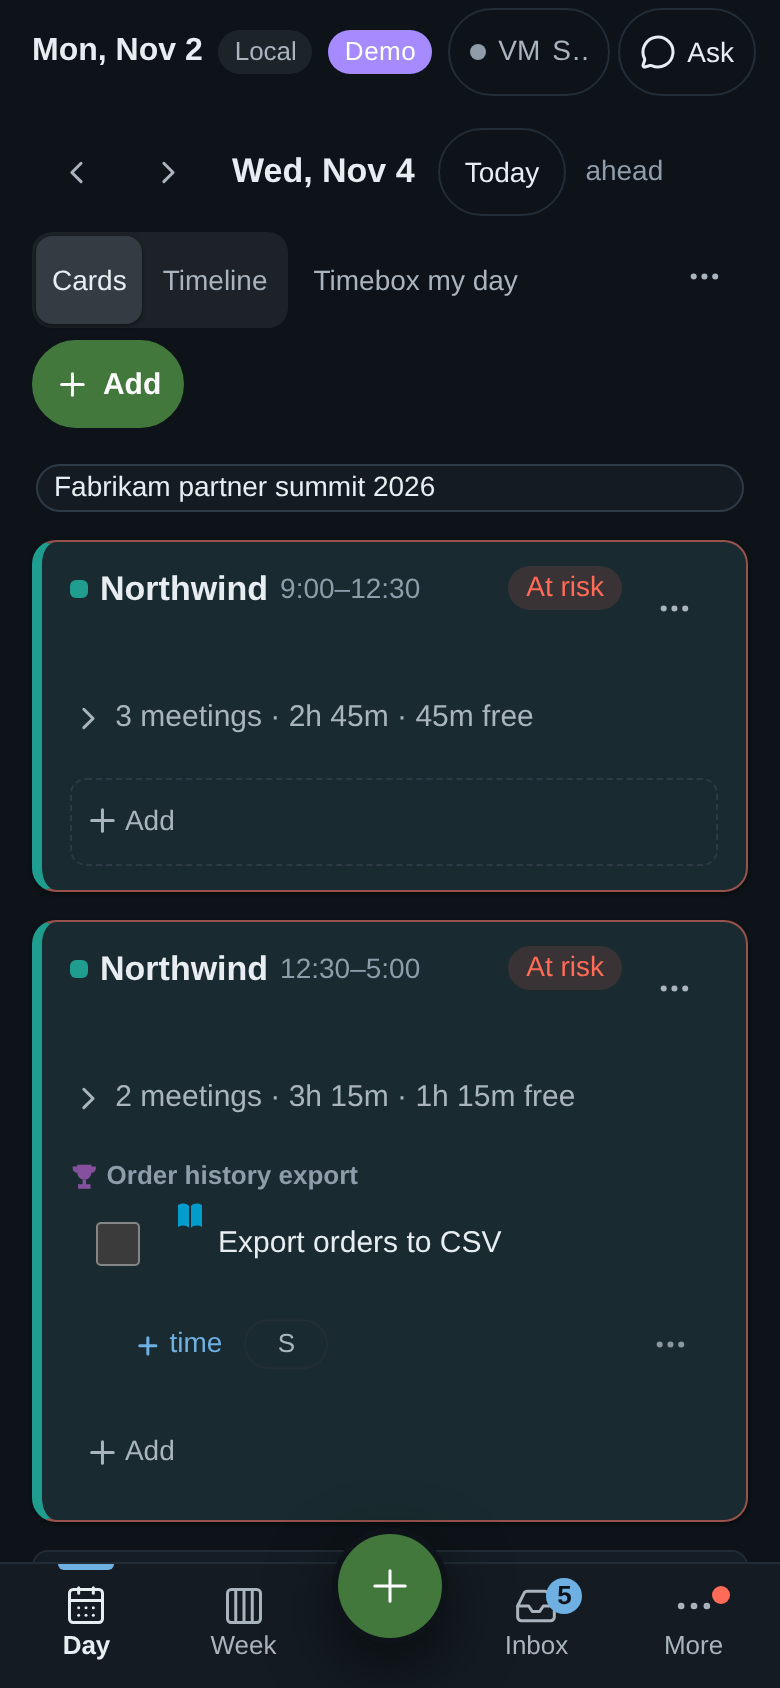 Mon, Nov 2 Local Demo VM S.. Ask
Wed, Nov 4 Today ahead
Cards Timeline Timebox my day
Add
Fabrikam partner summit 2026
Northwind 9:00–12:30 At risk
3 meetings · 2h 45m · 45m free
Add
Northwind 12:30–5:00 At risk
2 meetings · 3h 15m · 1h 15m free
Order history export
Export orders to CSV
+ time S
Add
5
Day Week Inbox More